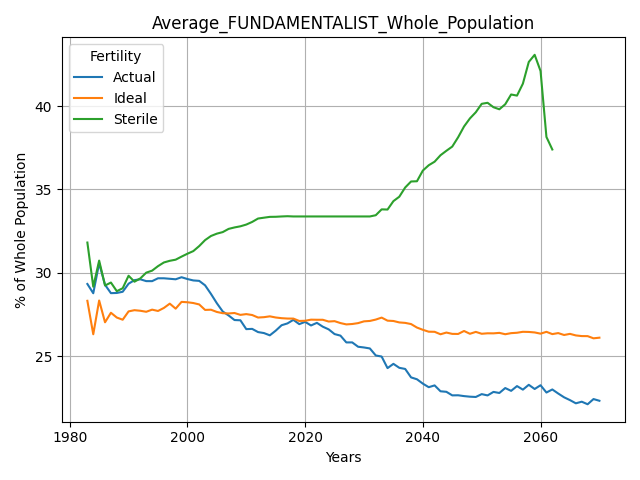 Average_FUNDAMENTALIST_Whole_Population
Fertility
Actual
Ideal
Sterile
% of Whole Population
40
35
30
25
1980
2000
2020
2040
2060
Years